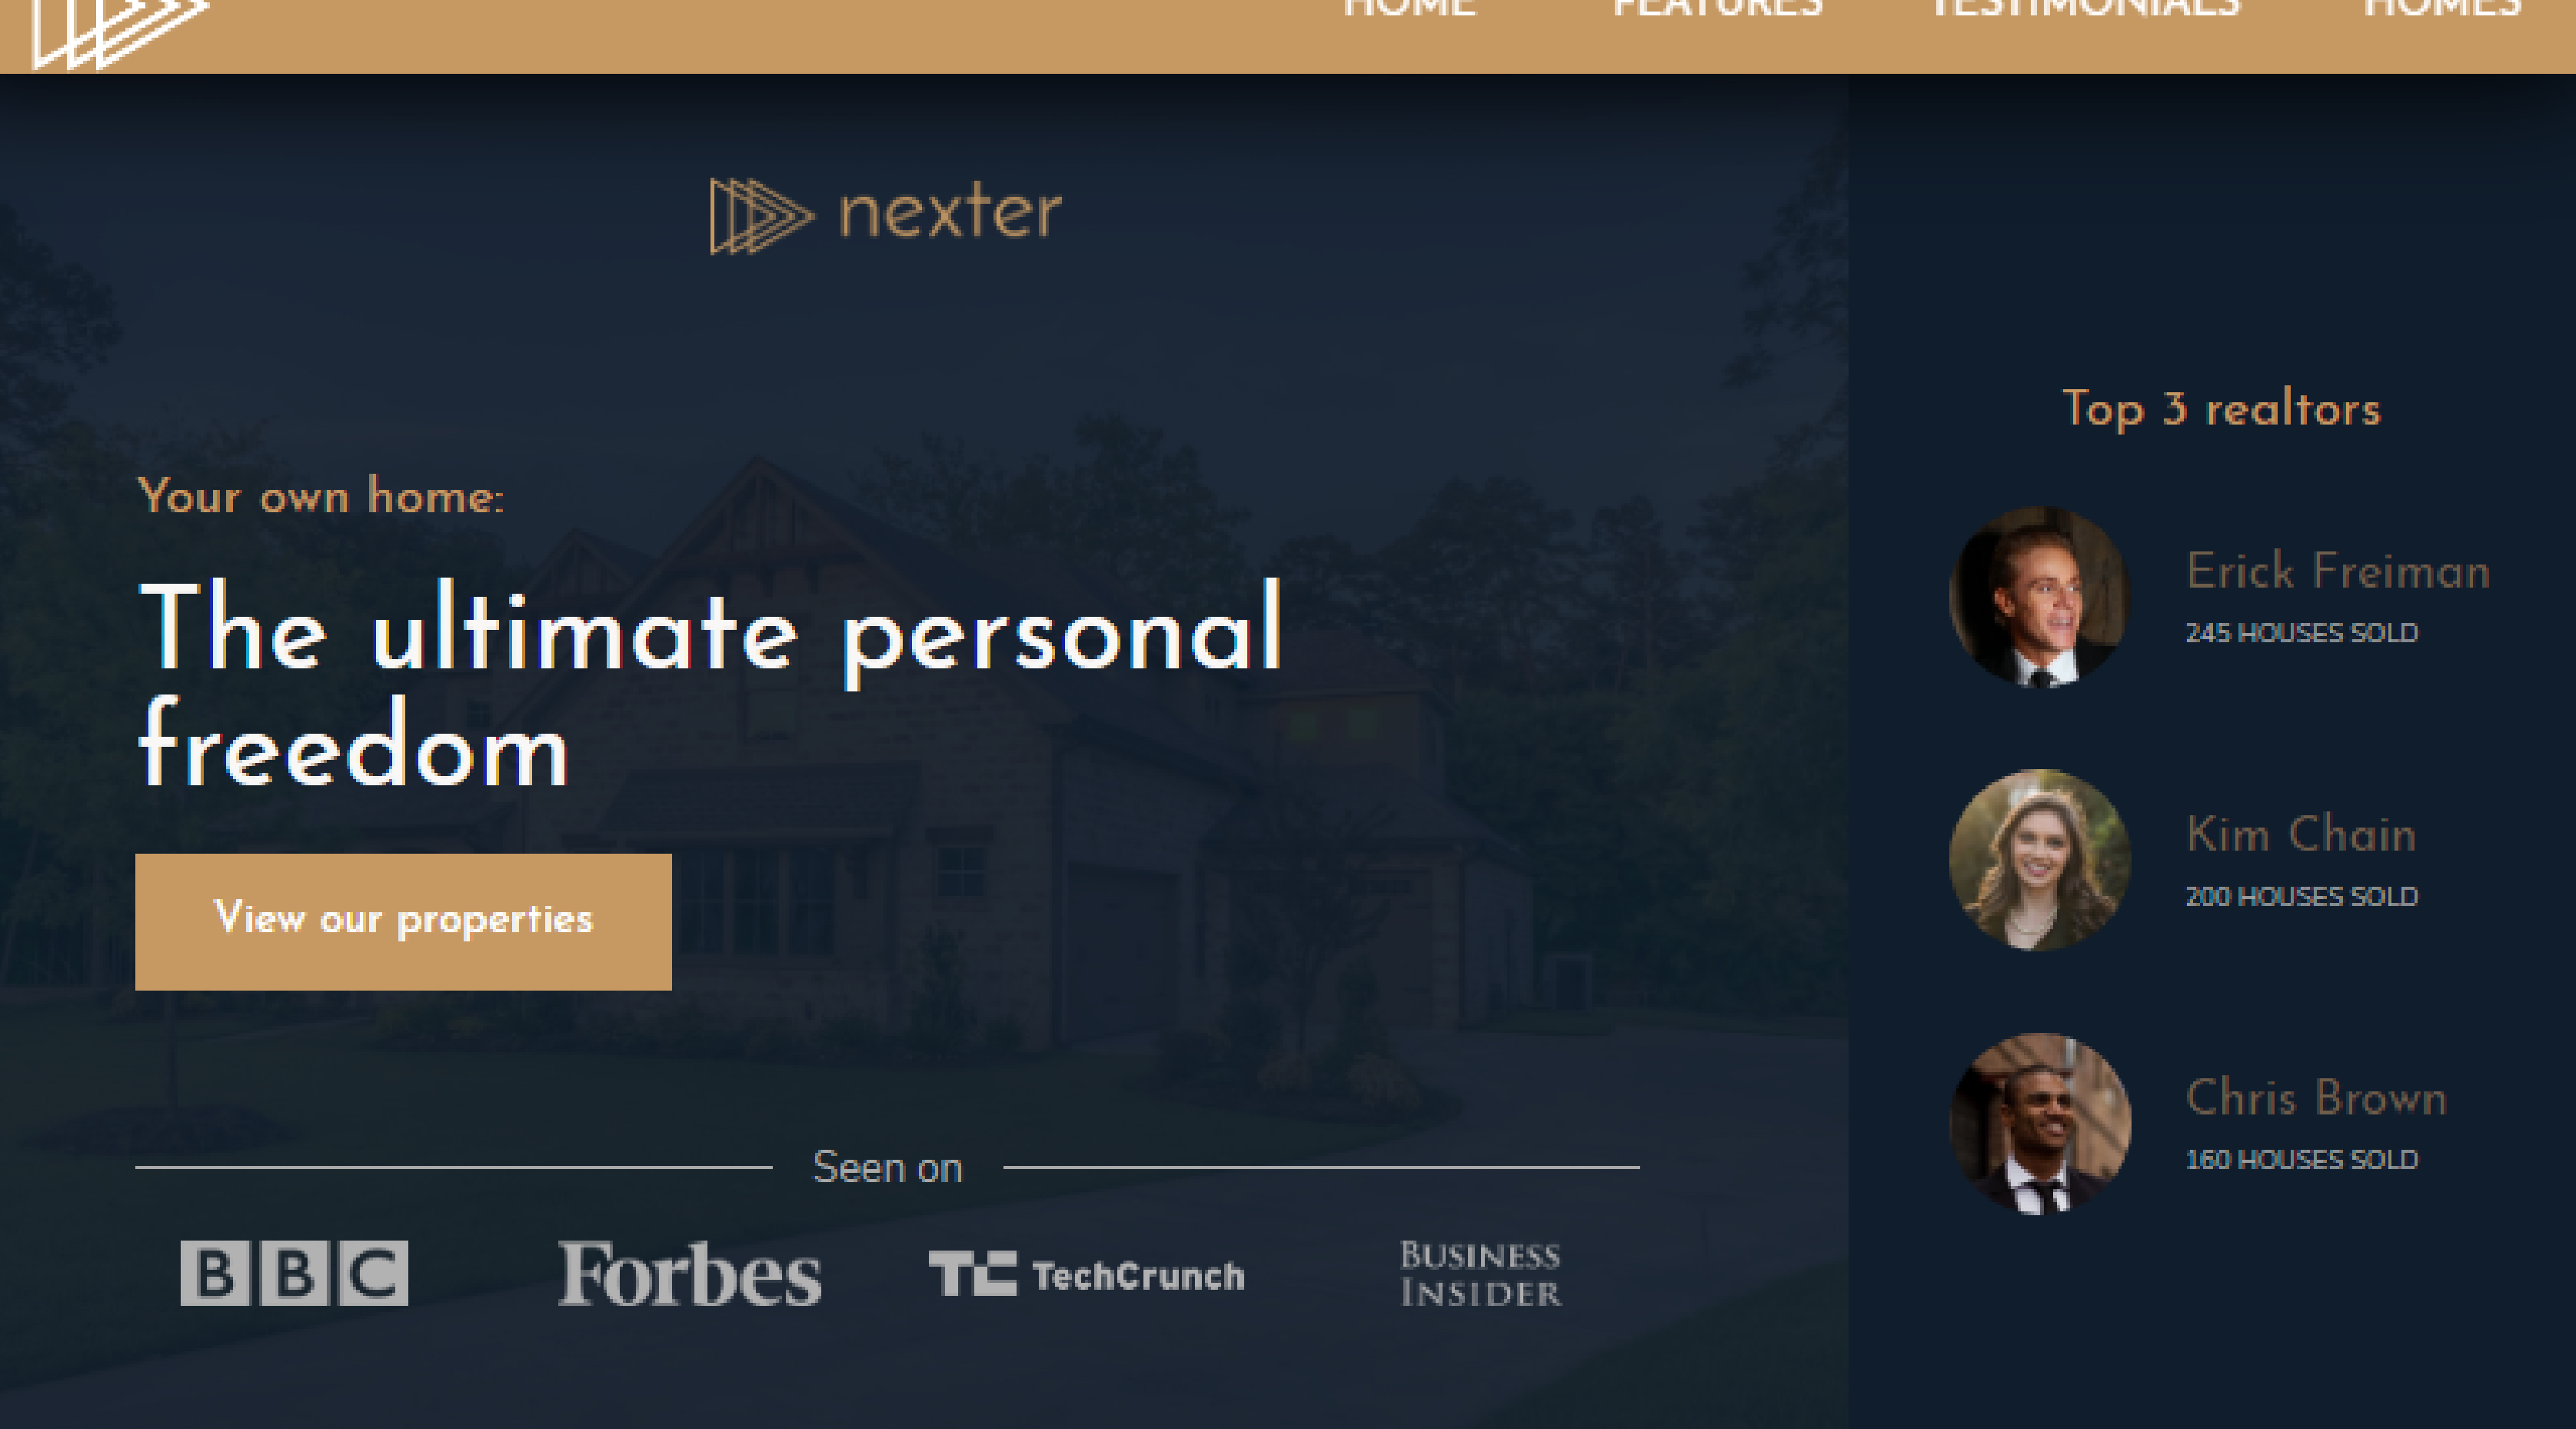 HOME FEATURES TESTIMONIALS HOMES
nexter
Your own home:
The ultimate personal
freedom
View our properties
Seen on
BBC Forbes TC TechCrunch BUSINESS
INSIDER
Top 3 realtors
Erick Freiman
245 HOUSES SOLD
Kim Chain
200 HOUSES SOLD
Chris Brown
160 HOUSES SOLD